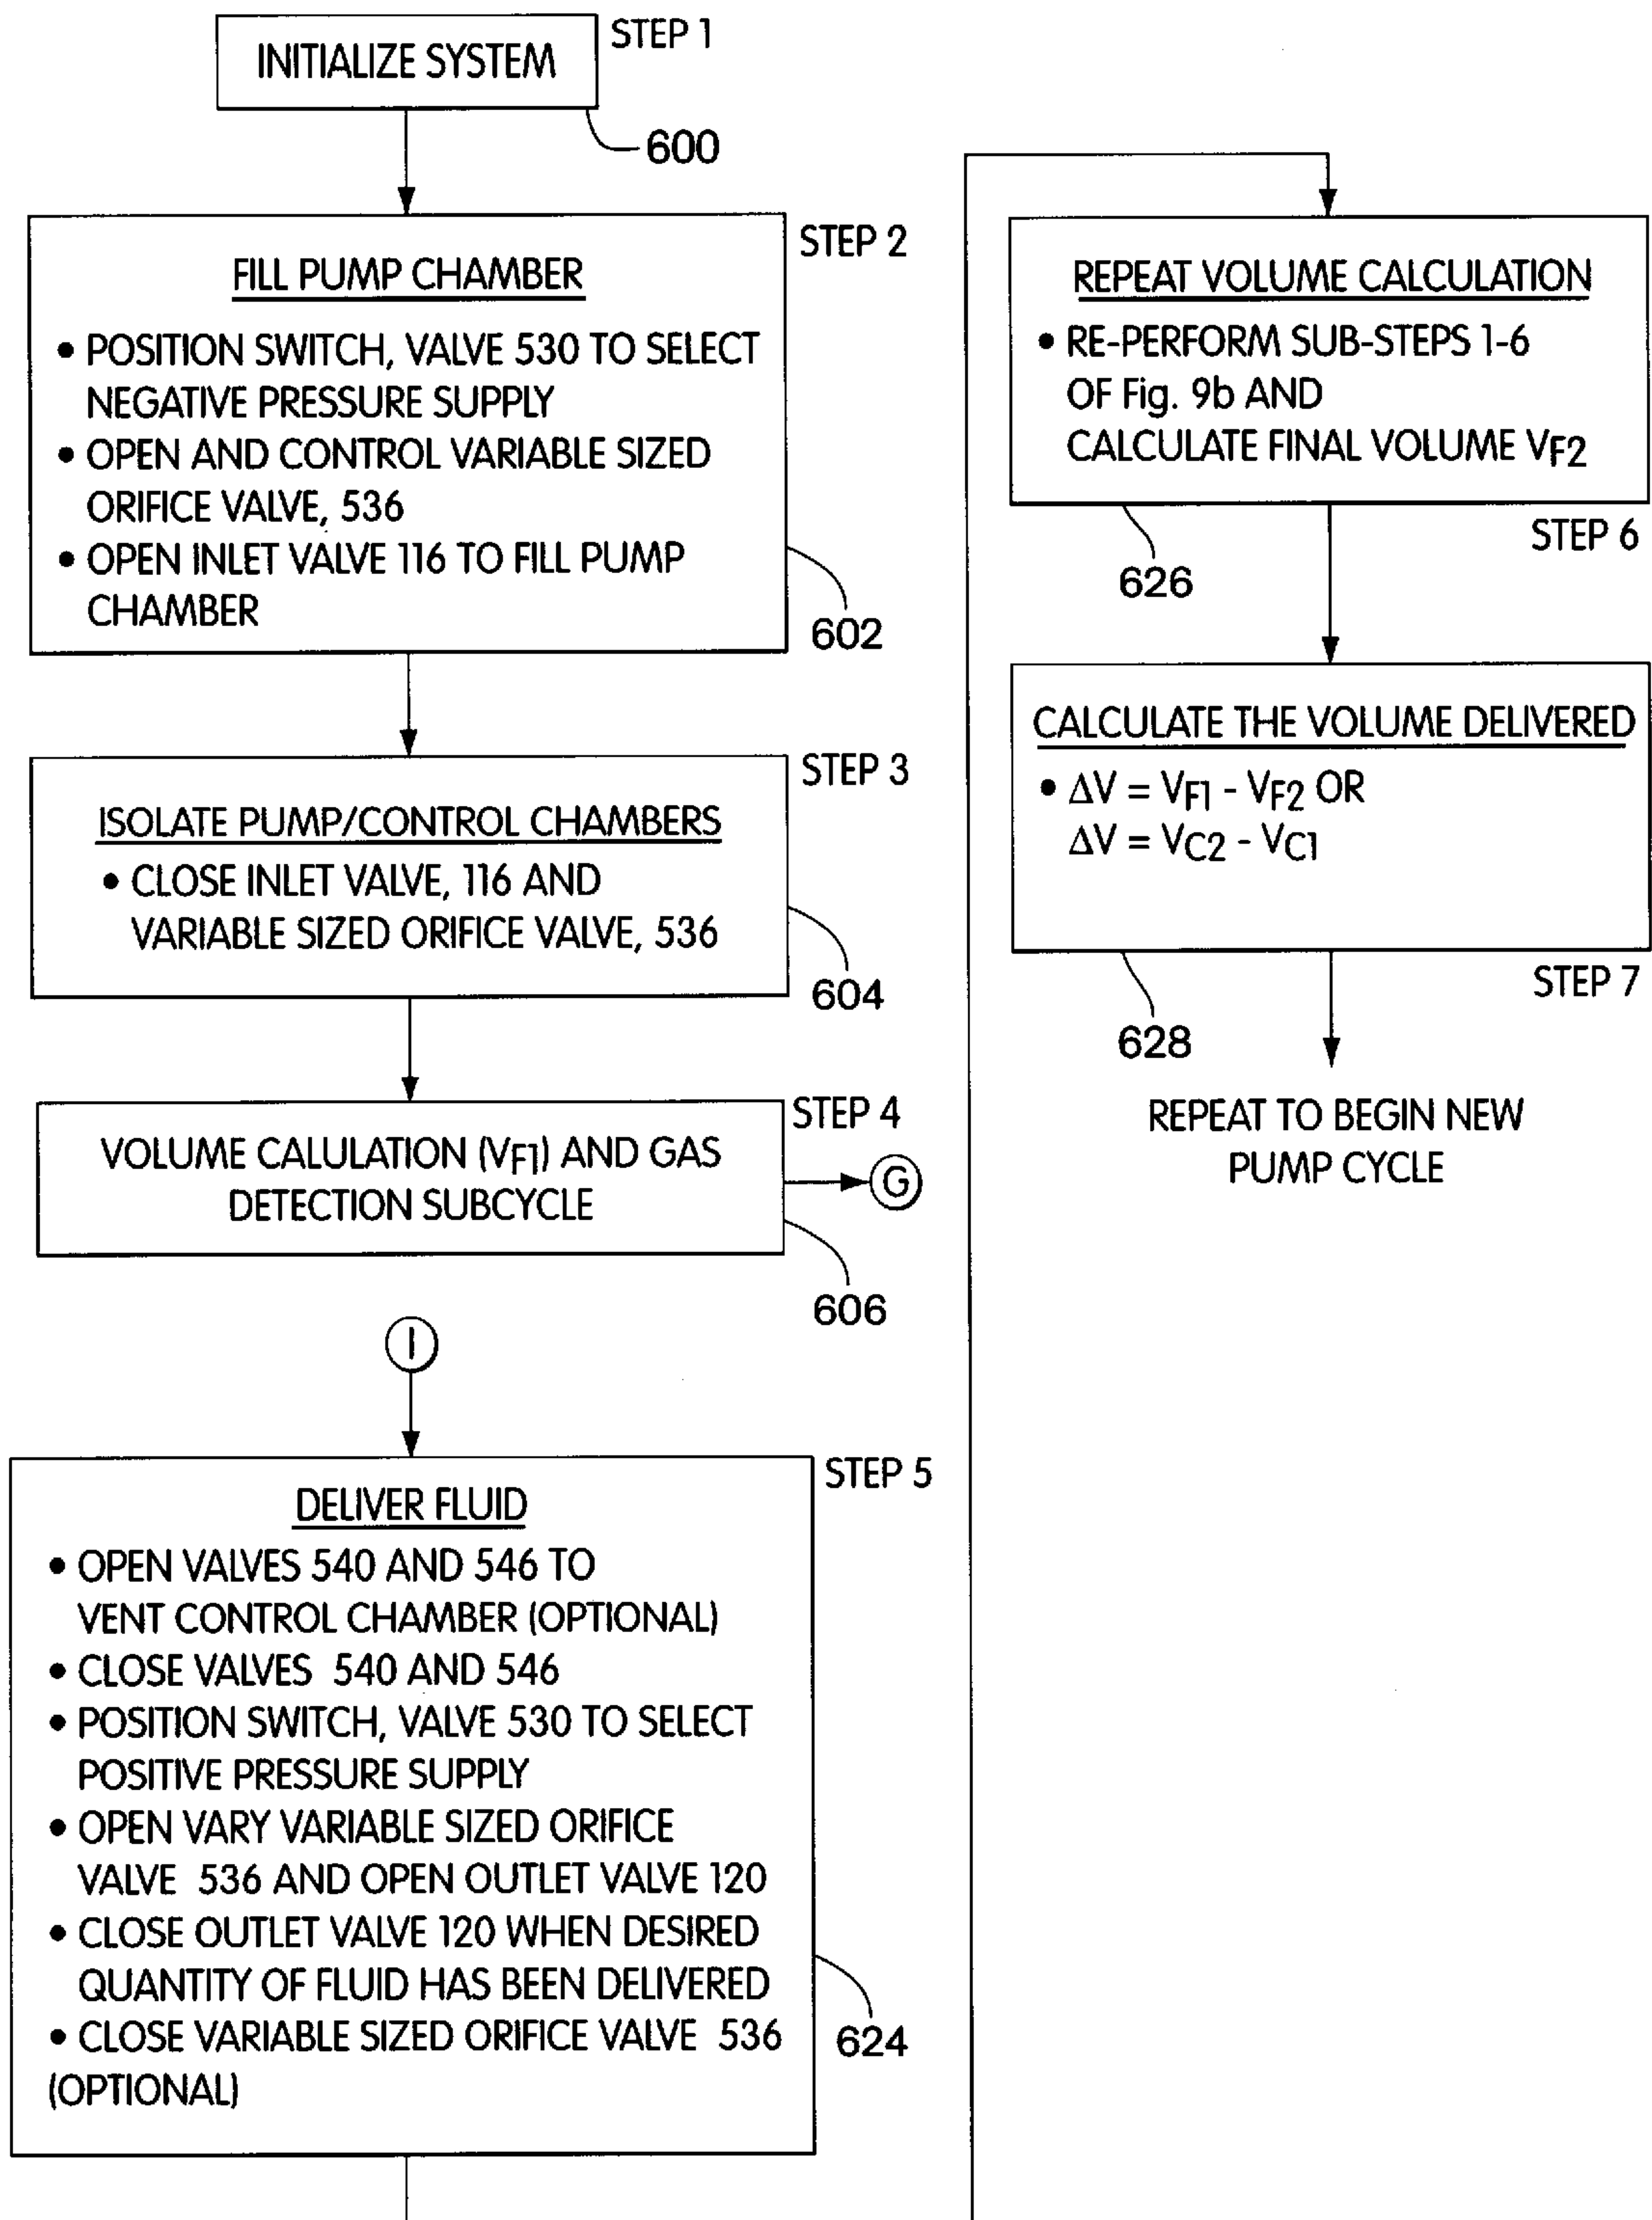 INITIALIZE SYSTEM
STEP 1
600
STEP 2
FILL PUMP CHAMBER
• POSITION SWITCH, VALVE 530 TO SELECT
NEGATIVE PRESSURE SUPPLY
• OPEN AND CONTROL VARIABLE SIZED
ORIFICE VALVE, 536
• OPEN INLET VALVE 116 TO FILL PUMP
CHAMBER
602
STEP 3
ISOLATE PUMP/CONTROL CHAMBERS
• CLOSE INLET VALVE, 116 AND
VARIABLE SIZED ORIFICE VALVE, 536
604
STEP 4
VOLUME CALULATION (VF1) AND GAS
DETECTION SUBCYCLE
G
606
I
STEP 5
DELIVER FLUID
• OPEN VALVES 540 AND 546 TO
VENT CONTROL CHAMBER (OPTIONAL)
• CLOSE VALVES 540 AND 546
• POSITION SWITCH, VALVE 530 TO SELECT
POSITIVE PRESSURE SUPPLY
• OPEN VARY VARIABLE SIZED ORIFICE
VALVE 536 AND OPEN OUTLET VALVE 120
• CLOSE OUTLET VALVE 120 WHEN DESIRED
QUANTITY OF FLUID HAS BEEN DELIVERED
• CLOSE VARIABLE SIZED ORIFICE VALVE 536
(OPTIONAL)
624
REPEAT VOLUME CALCULATION
• RE-PERFORM SUB-STEPS 1-6
OF Fig. 9b AND
CALCULATE FINAL VOLUME VF2
STEP 6
626
CALCULATE THE VOLUME DELIVERED
• ΔV = VF1 - VF2 OR
ΔV = VC2 - VC1
STEP 7
628
REPEAT TO BEGIN NEW
PUMP CYCLE